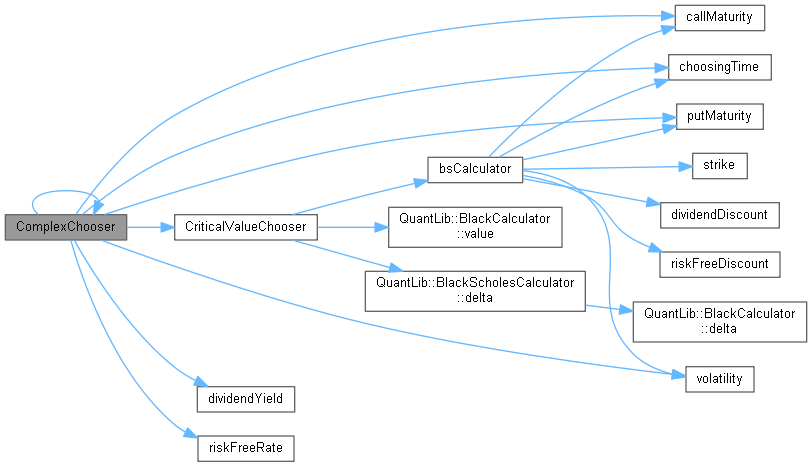 callMaturity
choosingTime
putMaturity
bsCalculator
strike
ComplexChooser
CriticalValueChooser
QuantLib::BlackCalculator
::value
dividendDiscount
riskFreeDiscount
QuantLib::BlackScholesCalculator
::delta
QuantLib::BlackCalculator
::delta
volatility
dividendYield
riskFreeRate